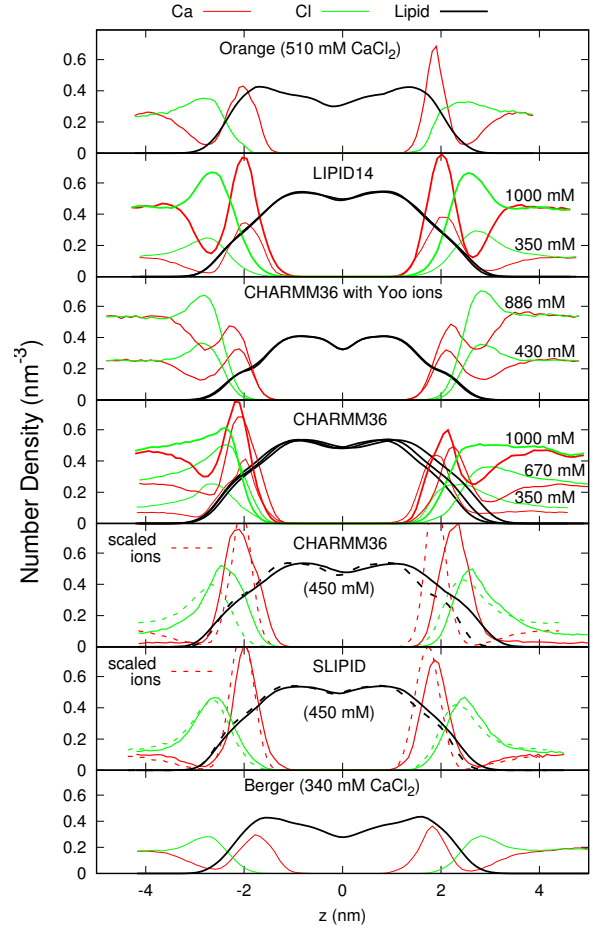 Ca Cl Lipid
Orange (510 mM CaCl2)
0.6
0.4
0.2
0
LIPID14
1000 mM
350 mM
0.6
0.4
0.2
0
CHARMM36 with Yoo ions
886 mM
430 mM
0.6
0.4
0.2
0
CHARMM36
1000 mM
670 mM
350 mM
0.6
0.4
0.2
0
scaled
ions
CHARMM36
(450 mM)
0.6
0.4
0.2
0
scaled
ions
SLIPID
(450 mM)
0.6
0.4
0.2
0
Berger (340 mM CaCl2)
0.6
0.4
0.2
0
-4 -2 0 2 4
z (nm)
Number Density (nm-3)